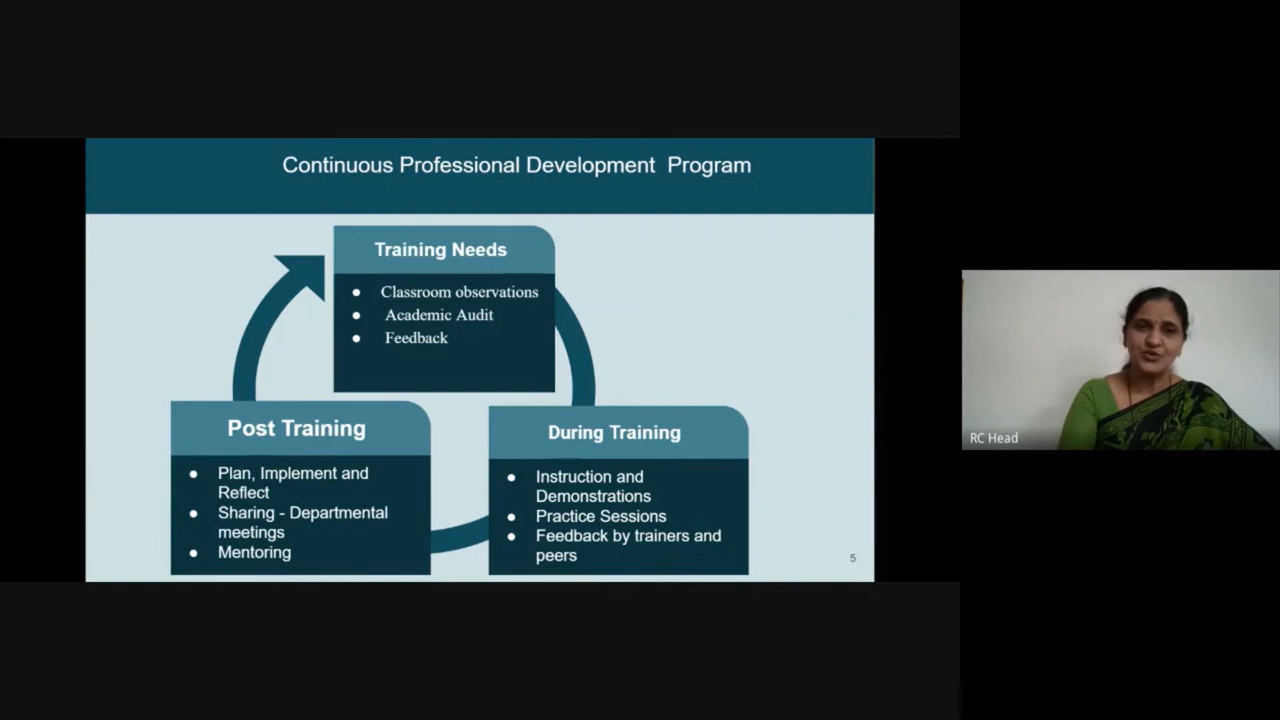 Continuous Professional Development Program
Training Needs
● Classroom observations
● Academic Audit
● Feedback
Post Training
● Plan, Implement and
Reflect
● Sharing - Departmental
meetings
● Mentoring
During Training
● Instruction and
Demonstrations
● Practice Sessions
● Feedback by trainers and
peers
5
RC Head